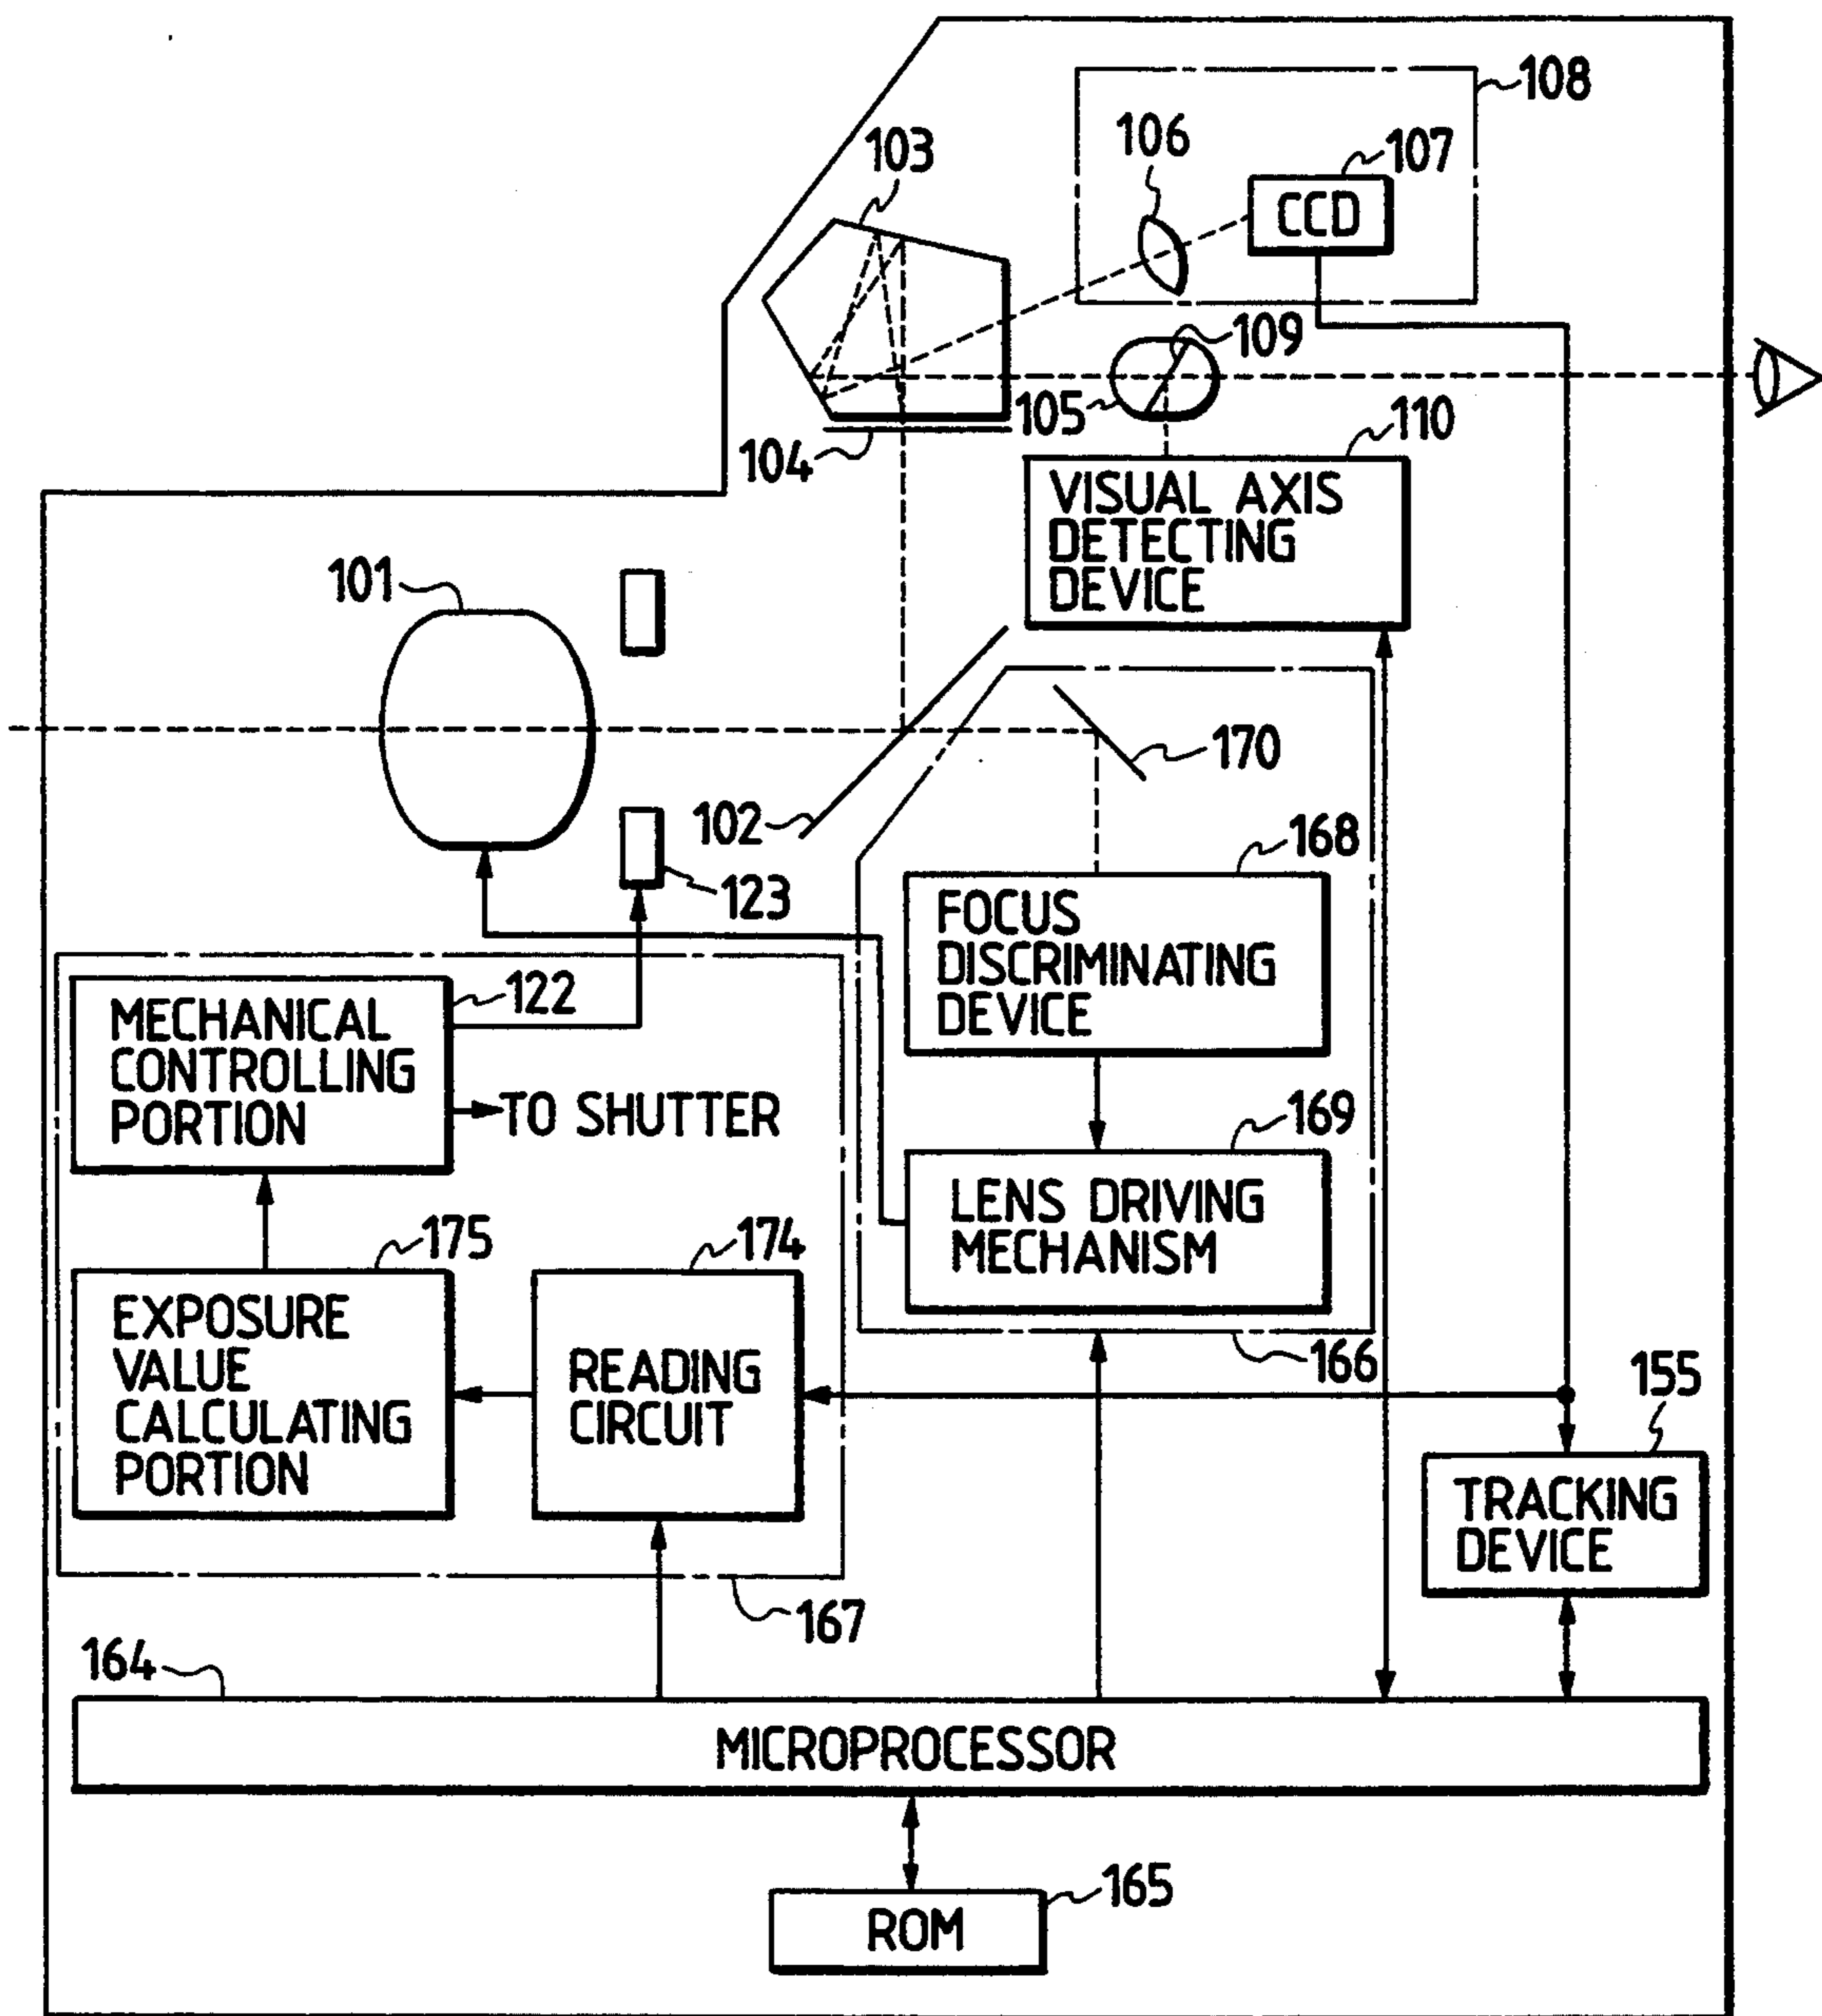 108
106
107
103
CCD
109
105
110
104
VISUAL AXIS
DETECTING
DEVICE
101
170
102
168
123
FOCUS
DISCRIMINATING
DEVICE
122
MECHANICAL
CONTROLLING
PORTION
TO SHUTTER
169
LENS DRIVING
MECHANISM
175
174
EXPOSURE
VALUE
CALCULATING
PORTION
READING
CIRCUIT
166
155
TRACKING
DEVICE
167
164
MICROPROCESSOR
165
ROM